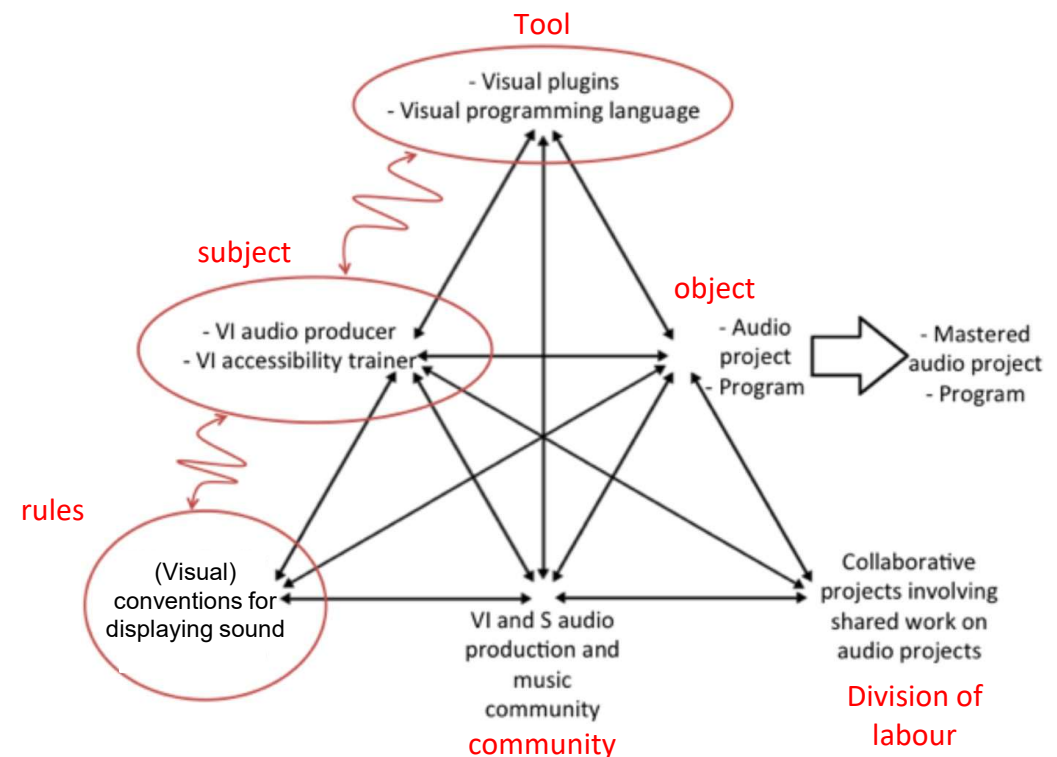 Tool
- Visual plugins
- Visual programming language
subject
- VI audio producer
- VI accessibility trainer
object
- Audio
project
- Program
- Mastered
audio project
- Program
rules
(Visual)
conventions for
displaying sound
VI and S audio
production and
music
community
community
Collaborative
projects involving
shared work on
audio projects
Division of
labour